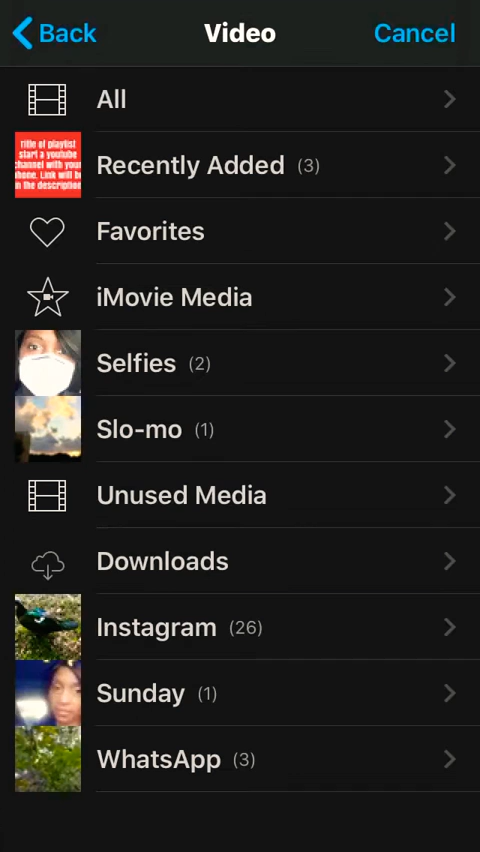 Back Video Cancel
All
Title of playlist
start a youtube
channel with your
phone. Link will be
in the description
Recently Added (3)
Favorites
iMovie Media
Selfies (2)
Slo-mo (1)
Unused Media
Downloads
Instagram (26)
Sunday (1)
WhatsApp (3)